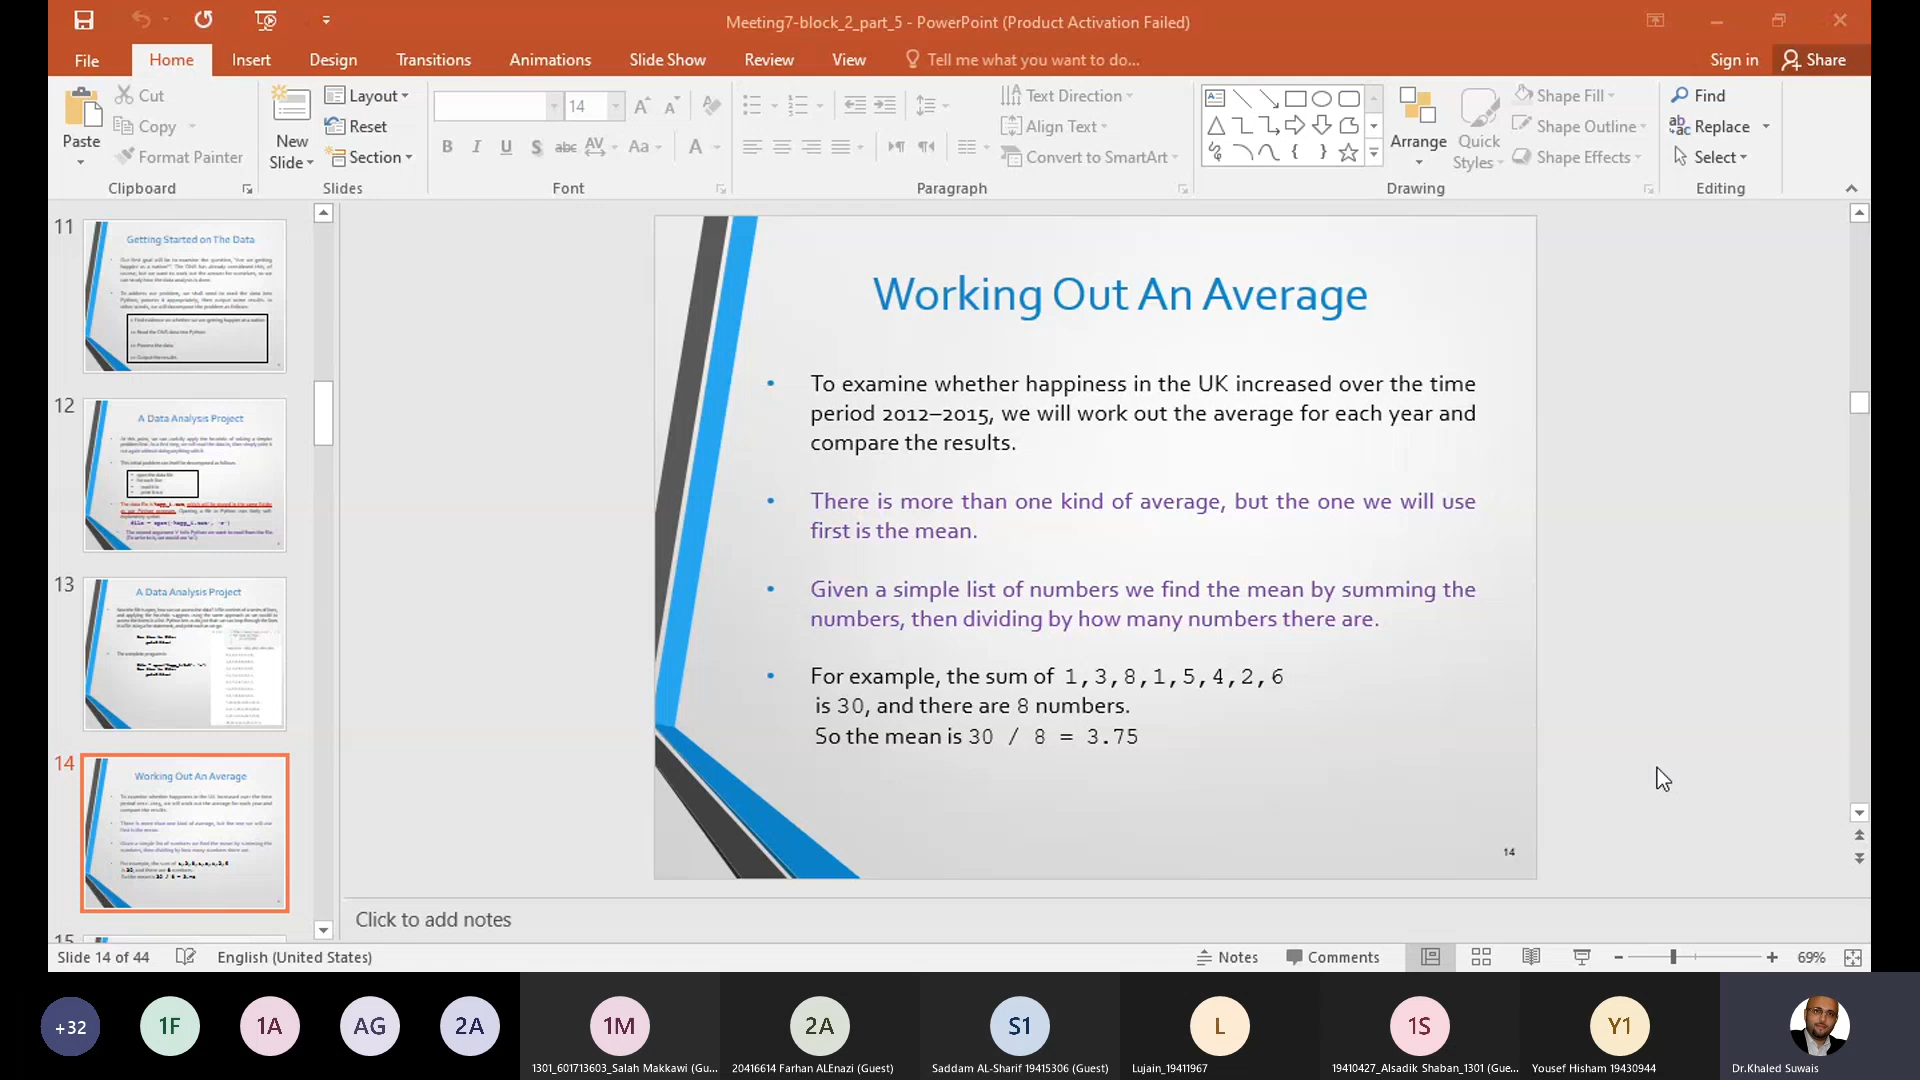 Meeting7-block_2_part_5 - PowerPoint (Product Activation Failed)
File
Home
Insert
Design
Transitions
Animations
Slide Show
Review
View
Tell me what you want to do...
Sign in
Share
Paste
Cut
Copy
Format Painter
Clipboard
New Slide
Layout
Reset
Section
Slides
14
Font
Text Direction
Align Text
Convert to SmartArt
Paragraph
Arrange
Quick Styles
Shape Fill
Shape Outline
Shape Effects
Drawing
Find
Replace
Select
Editing
11
Getting Started on The Data
12
A Data Analysis Project
13
A Data Analysis Project
14
Working Out An Average
Working Out An Average
To examine whether happiness in the UK increased over the time
period 2012–2015, we will work out the average for each year and
compare the results.
There is more than one kind of average, but the one we will use
first is the mean.
Given a simple list of numbers we find the mean by summing the
numbers, then dividing by how many numbers there are.
For example, the sum of 1,3,8,1,5,4,2,6
is 30, and there are 8 numbers.
So the mean is 30 / 8 = 3.75
14
Click to add notes
Slide 14 of 44
English (United States)
Notes
Comments
69%
+32
1F
1A
AG
2A
1M
2A
S1
L
1S
Y1
1301_601713603_Salah Makkawi (Gu...
20416614 Farhan ALEnazi (Guest)
Saddam AL-Sharif 19415306 (Guest)
Lujain_19411967
19410427_Alsadik Shaban_1301 (Gue...
Yousef Hisham 19430944
Dr.Khaled Suwais